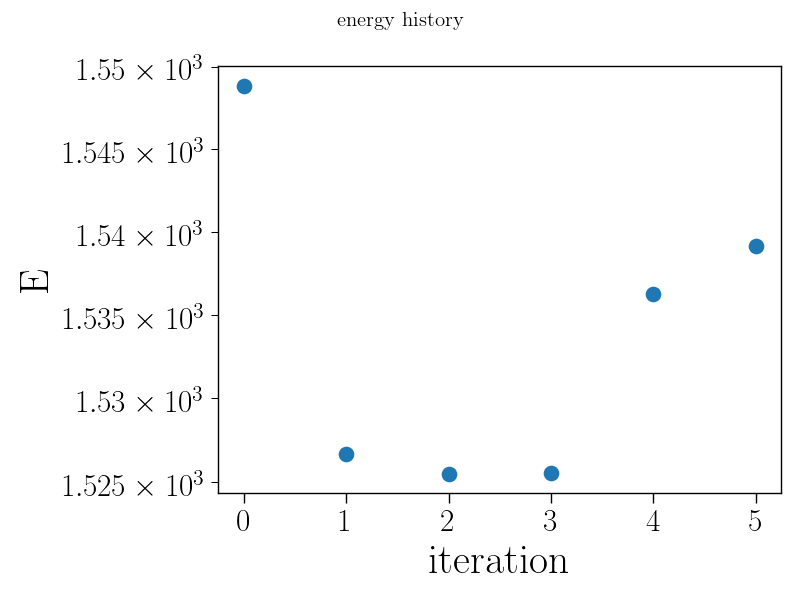 energy history
1.55 × 10³
1.545 × 10³
1.54 × 10³
1.535 × 10³
1.53 × 10³
1.525 × 10³
E
0 1 2 3 4 5
iteration